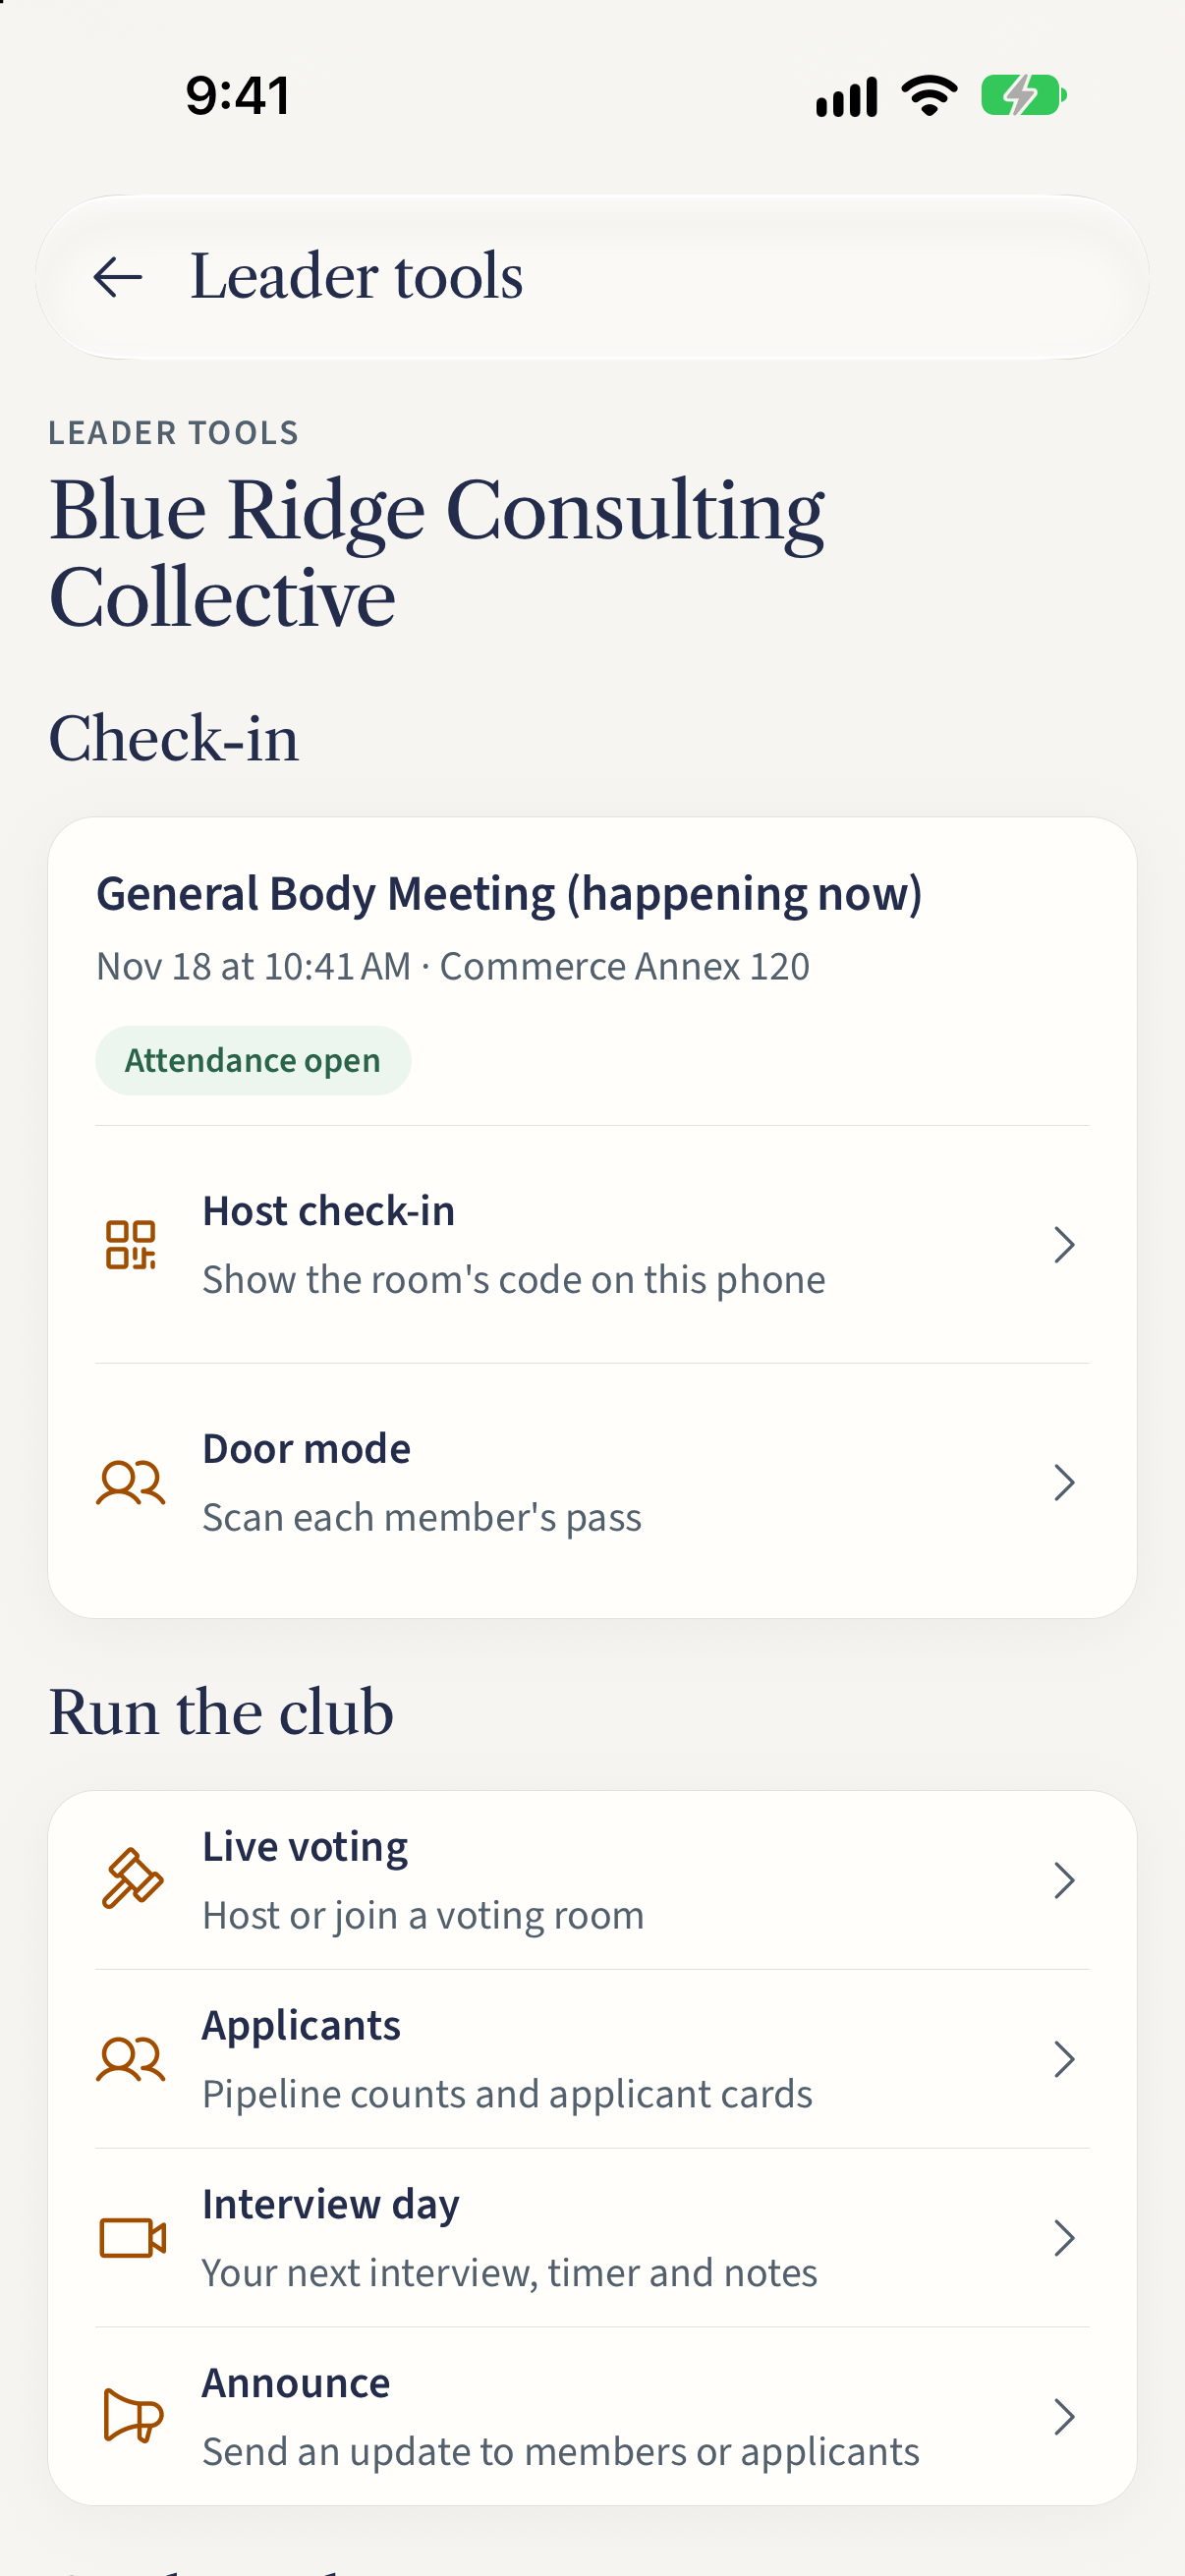 9:41
Leader tools
LEADER TOOLS
Blue Ridge Consulting
Collective
Check-in
General Body Meeting (happening now)
Nov 18 at 10:41 AM · Commerce Annex 120
Attendance open
Host check-in
Show the room's code on this phone
Door mode
Scan each member's pass
Run the club
Live voting
Host or join a voting room
Applicants
Pipeline counts and applicant cards
Interview day
Your next interview, timer and notes
Announce
Send an update to members or applicants